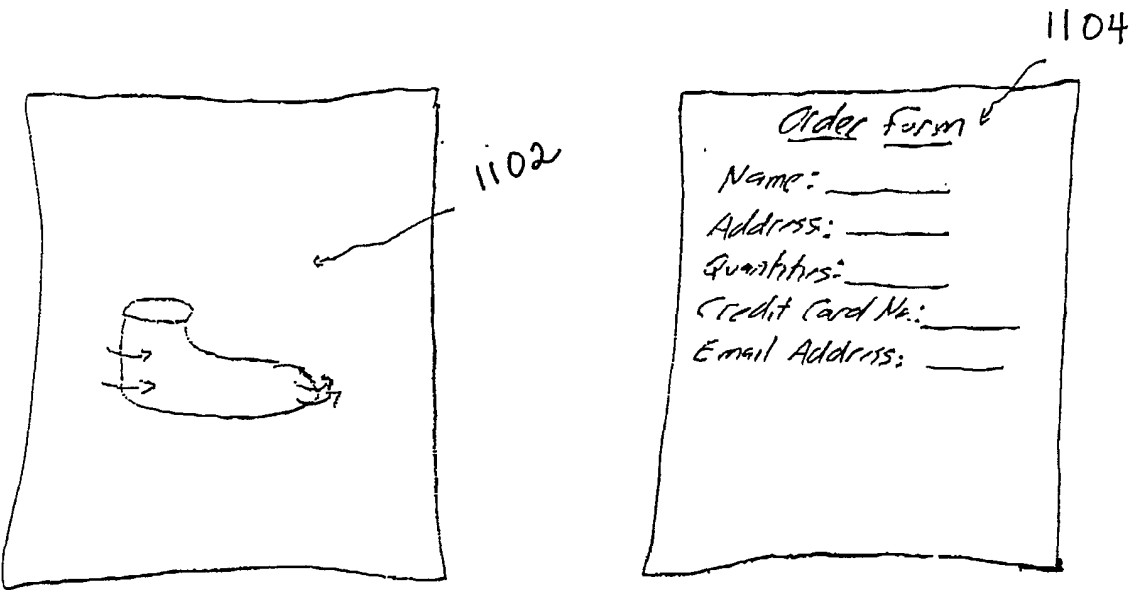 1104
1102
Order Form
Name:
Address:
Quantities:
Credit Card No.:
Email Address: